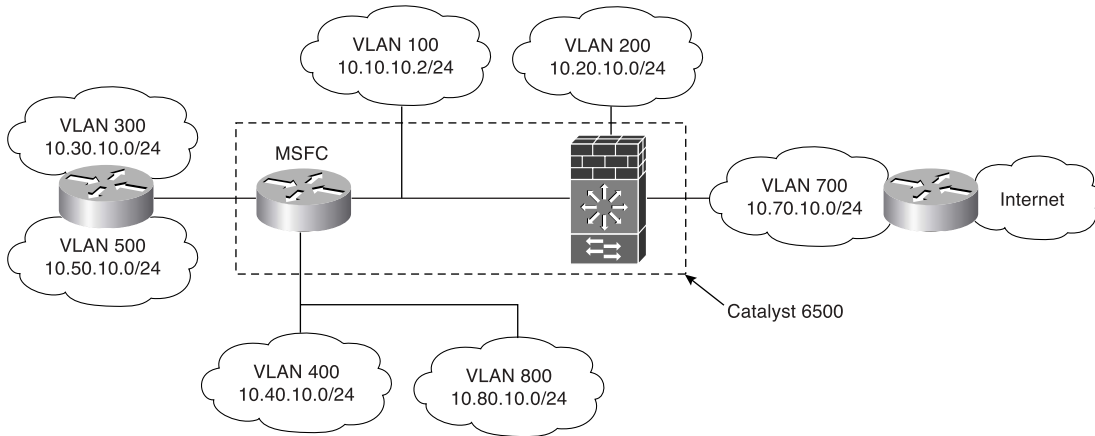 VLAN 100
10.10.10.2/24
VLAN 200
10.20.10.0/24
VLAN 300
10.30.10.0/24
MSFC
VLAN 700
10.70.10.0/24
Internet
VLAN 500
10.50.10.0/24
Catalyst 6500
VLAN 400
10.40.10.0/24
VLAN 800
10.80.10.0/24